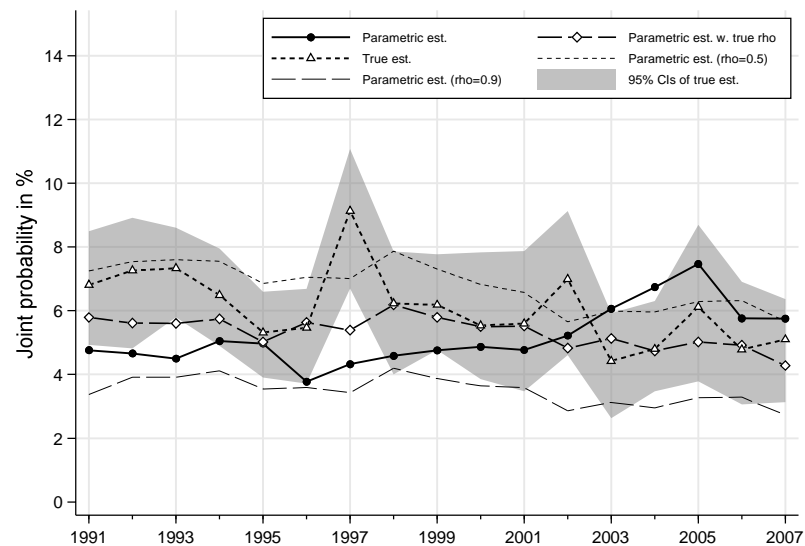 Parametric est.
True est.
Parametric est. (rho=0.9)
Parametric est. w. true rho
Parametric est. (rho=0.5)
95% CIs of true est.
Joint probability in %
14
12
10
8
6
4
2
0
1991 1993 1995 1997 1999 2001 2003 2005 2007